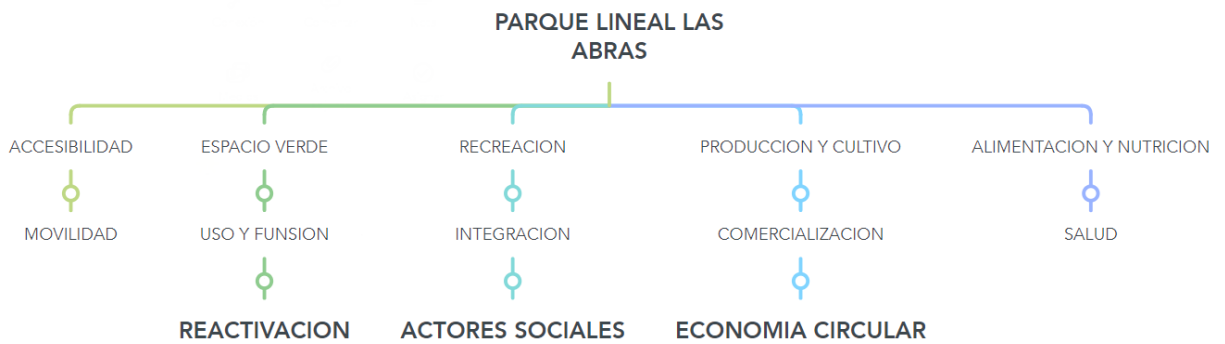 PARQUE LINEAL LAS
ABRAS
ACCESIBILIDAD
ESPACIO VERDE
RECREACION
PRODUCCION Y CULTIVO
ALIMENTACION Y NUTRICION
MOVILIDAD
USO Y FUNSION
INTEGRACION
COMERCIALIZACION
SALUD
REACTIVACION
ACTORES SOCIALES
ECONOMIA CIRCULAR